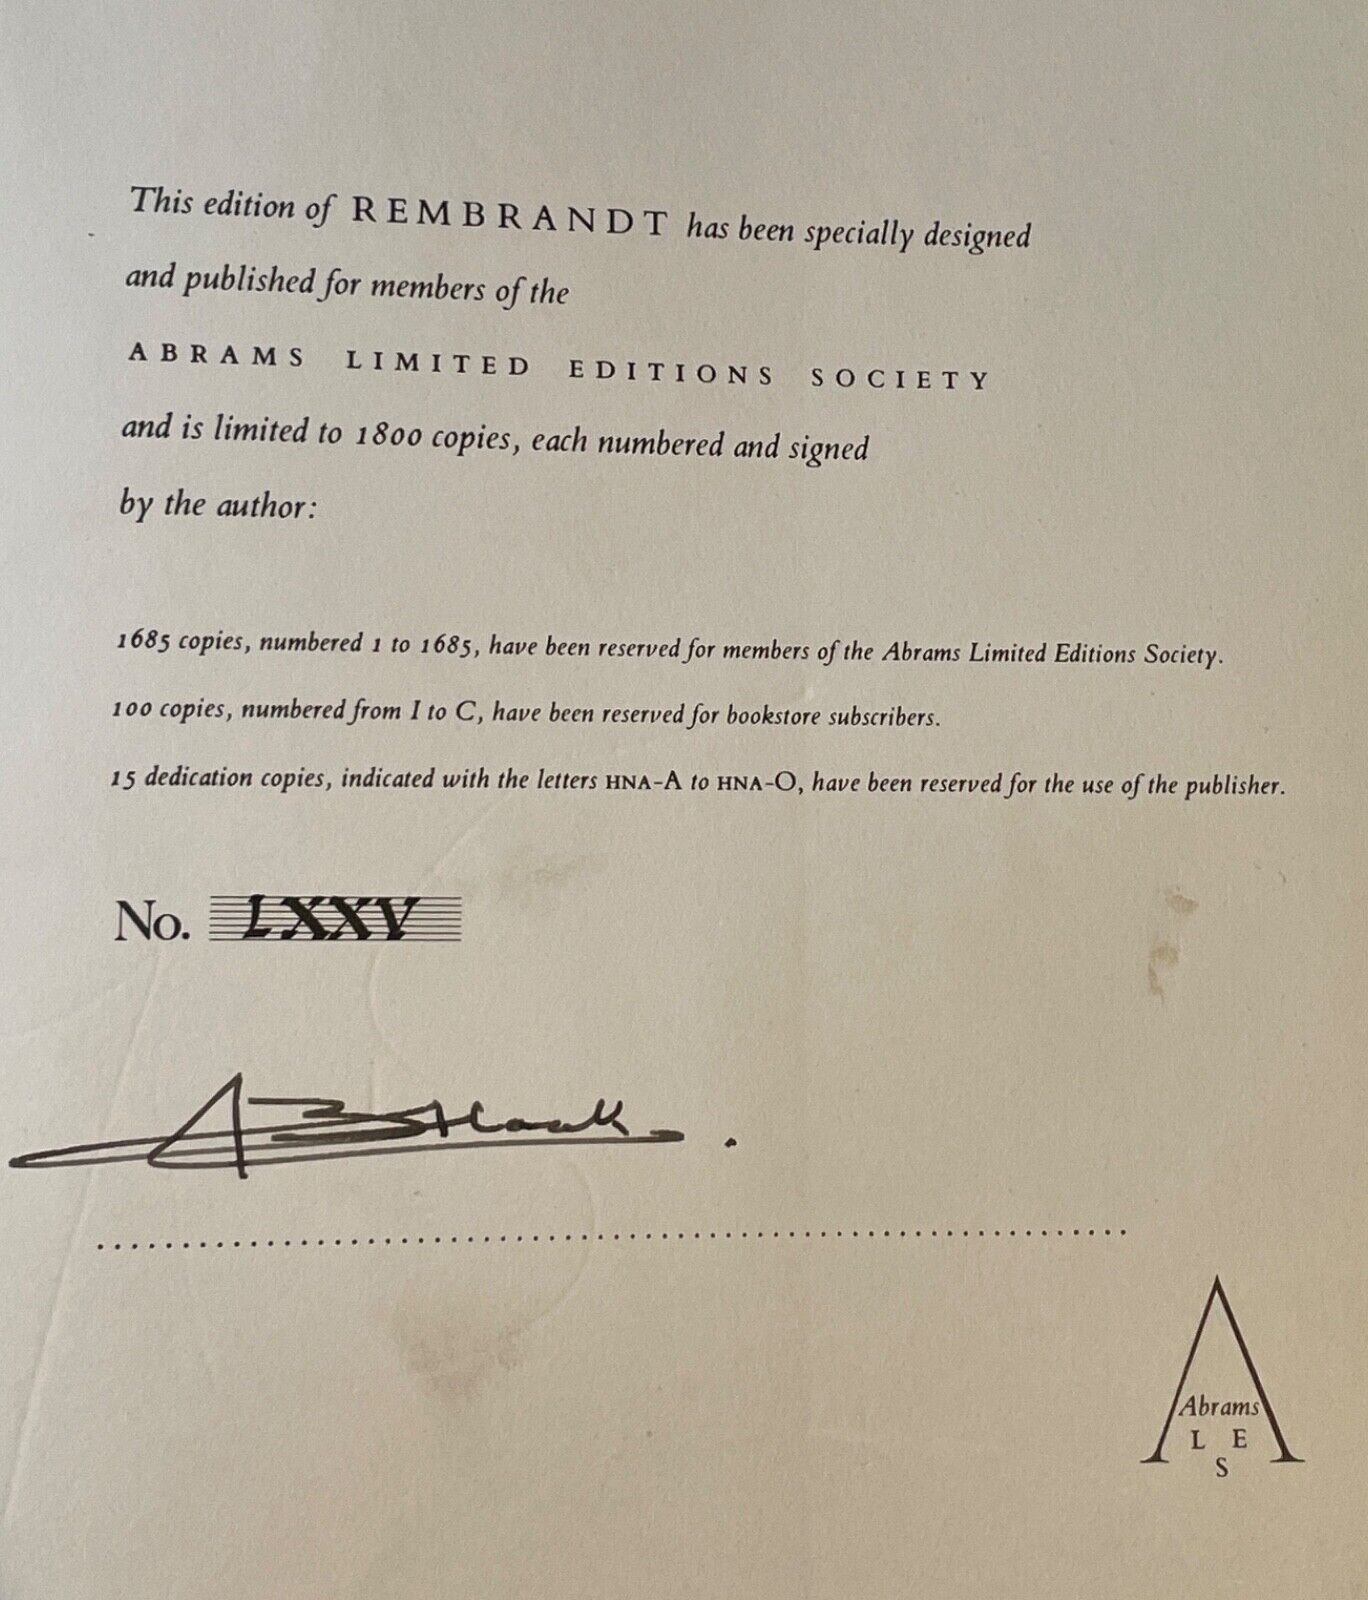 This edition of REMBRANDT has been specially designed
and published for members of the
ABRAMS LIMITED EDITIONS SOCIETY
and is limited to 1800 copies, each numbered and signed
by the author:
1685 copies, numbered 1 to 1685, have been reserved for members of the Abrams Limited Editions Society.
100 copies, numbered from I to C, have been reserved for bookstore subscribers.
15 dedication copies, indicated with the letters HNA-A to HNA-O, have been reserved for the use of the publisher.
No. LXXV
Abrams
L E
S